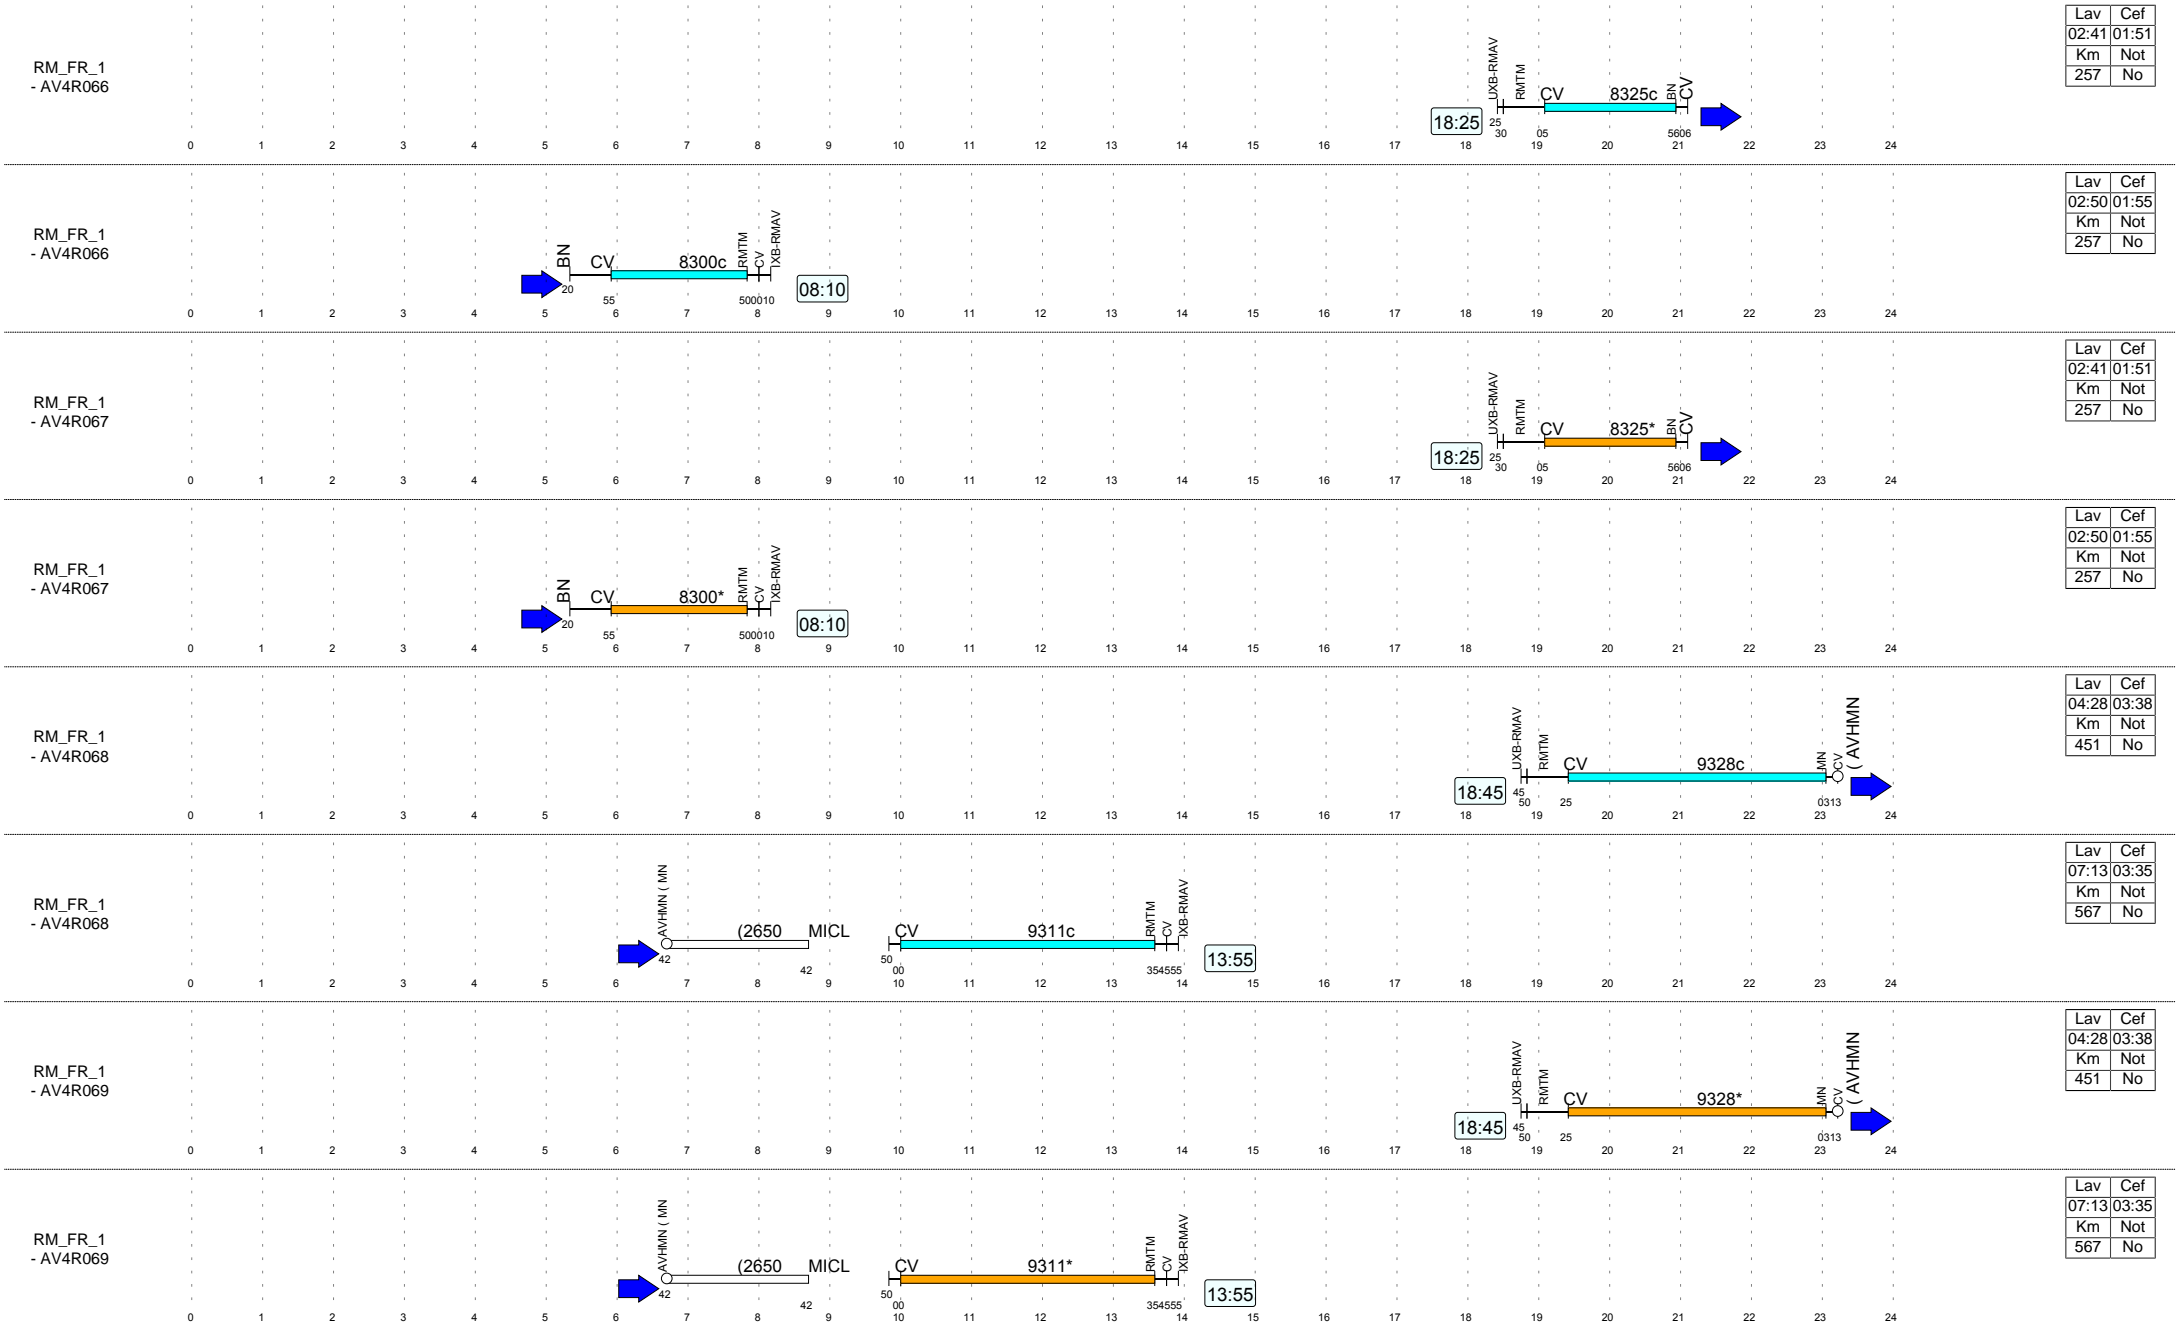 RM_FR_1
- AV4R066
18:25
UXB-RMAV
RMTM
CV 8325c
BN
CV
25
30 05 5606
0 1 2 3 4 5 6 7 8 9 10 11 12 13 14 15 16 17 18 19 20 21 22 23 24
Lav Cef
02:41 01:51
Km Not
257 No
RM_FR_1
- AV4R066
BN
CV 8300c
RMTM
CV
IXB-RMAV
20 55 500010
08:10
0 1 2 3 4 5 6 7 8 9 10 11 12 13 14 15 16 17 18 19 20 21 22 23 24
Lav Cef
02:50 01:55
Km Not
257 No
RM_FR_1
- AV4R067
18:25
UXB-RMAV
RMTM
CV 8325*
BN
CV
25
30 05 5606
0 1 2 3 4 5 6 7 8 9 10 11 12 13 14 15 16 17 18 19 20 21 22 23 24
Lav Cef
02:41 01:51
Km Not
257 No
RM_FR_1
- AV4R067
BN
CV 8300*
RMTM
CV
IXB-RMAV
20 55 500010
08:10
0 1 2 3 4 5 6 7 8 9 10 11 12 13 14 15 16 17 18 19 20 21 22 23 24
Lav Cef
02:50 01:55
Km Not
257 No
RM_FR_1
- AV4R068
18:45
UXB-RMAV
RMTM
CV 9328c
MN
CV
( AVHMN
45
50 25 0313
0 1 2 3 4 5 6 7 8 9 10 11 12 13 14 15 16 17 18 19 20 21 22 23 24
Lav Cef
04:28 03:38
Km Not
451 No
RM_FR_1
- AV4R068
AVHMN ( MN
(2650 MICL CV 9311c
RMTM
CV
IXB-RMAV
42 42 50
00 354555
13:55
0 1 2 3 4 5 6 7 8 9 10 11 12 13 14 15 16 17 18 19 20 21 22 23 24
Lav Cef
07:13 03:35
Km Not
567 No
RM_FR_1
- AV4R069
18:45
UXB-RMAV
RMTM
CV 9328*
MN
CV
( AVHMN
45
50 25 0313
0 1 2 3 4 5 6 7 8 9 10 11 12 13 14 15 16 17 18 19 20 21 22 23 24
Lav Cef
04:28 03:38
Km Not
451 No
RM_FR_1
- AV4R069
AVHMN ( MN
(2650 MICL CV 9311*
RMTM
CV
IXB-RMAV
42 42 50
00 354555
13:55
0 1 2 3 4 5 6 7 8 9 10 11 12 13 14 15 16 17 18 19 20 21 22 23 24
Lav Cef
07:13 03:35
Km Not
567 No